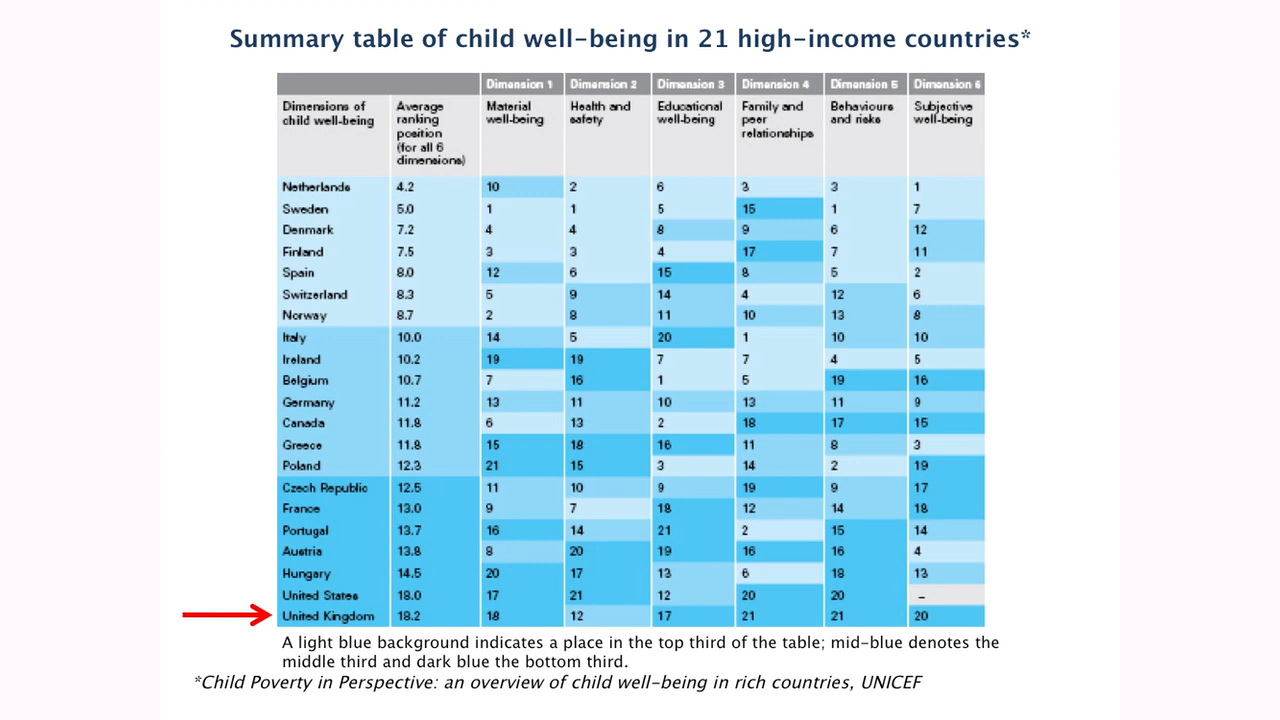 Summary table of child well-being in 21 high-income countries*
Dimension 1 Dimension 2 Dimension 3 Dimension 4 Dimension 5 Dimension 6
Dimensions of child well-being Average ranking position (for all 6 dimensions) Material well-being Health and safety Educational well-being Family and peer relationships Behaviours and risks Subjective well-being
Netherlands 4.2 10 2 6 3 3 1
Sweden 5.0 1 1 5 15 1 7
Denmark 7.2 4 4 8 9 6 12
Finland 7.5 3 3 4 17 7 11
Spain 8.0 12 6 15 8 5 2
Switzerland 8.3 5 9 14 4 12 6
Norway 8.7 2 8 11 10 13 8
Italy 10.0 14 5 20 1 10 10
Ireland 10.2 19 19 7 7 4 5
Belgium 10.7 7 16 1 5 19 16
Germany 11.2 13 11 10 13 11 9
Canada 11.8 6 13 2 18 17 15
Greece 11.8 15 18 16 11 8 3
Poland 12.3 21 15 3 14 2 19
Czech Republic 12.5 11 10 9 19 9 17
France 13.0 9 7 18 12 14 18
Portugal 13.7 16 14 21 2 15 14
Austria 13.8 8 20 19 16 16 4
Hungary 14.5 20 17 13 6 18 13
United States 18.0 17 21 12 20 20 –
United Kingdom 18.2 18 12 17 21 21 20
A light blue background indicates a place in the top third of the table; mid-blue denotes the
middle third and dark blue the bottom third.
*Child Poverty in Perspective: an overview of child well-being in rich countries, UNICEF